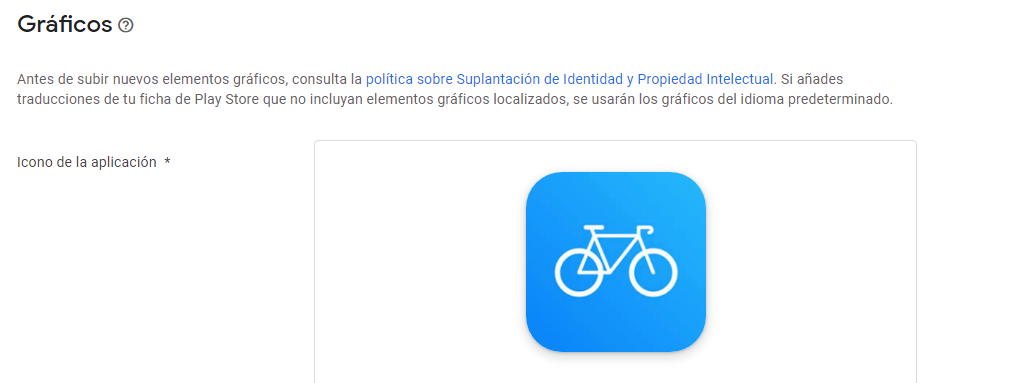 Gráficos
Antes de subir nuevos elementos gráficos, consulta la política sobre Suplantación de Identidad y Propiedad Intelectual. Si añades
traducciones de tu ficha de Play Store que no incluyan elementos gráficos localizados, se usarán los gráficos del idioma predeterminado.
Icono de la aplicación *